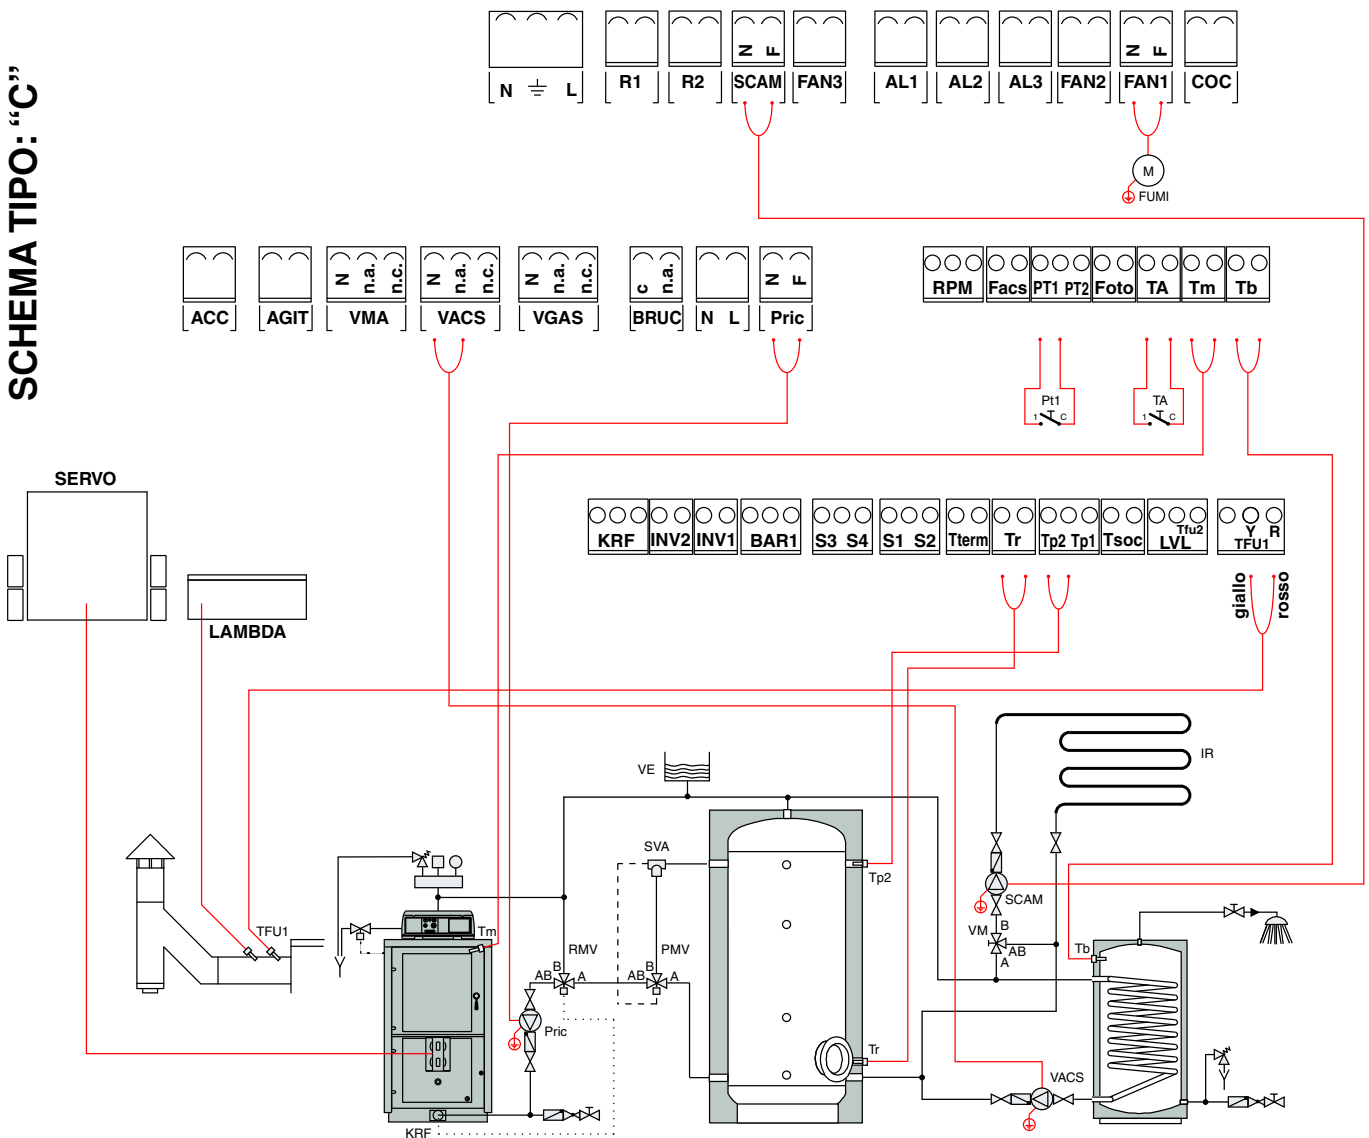 SCHEMA TIPO: “C”
N L R1 R2 SCAM FAN3 AL1 AL2 AL3 FAN2 FAN1 COC
N F
N F
M
FUMI
ACC AGIT VMA VACS VGAS BRUC N L Pric
N n.a. n.c.
N n.a. n.c.
N n.a. n.c.
c n.a.
N F
RPM Facs PT1 PT2 Foto TA Tm Tb
Pt1
1 C
TA
1 C
SERVO
LAMBDA
KRF INV2 INV1 BAR1 S3 S4 S1 S2 Tterm Tr Tp2 Tp1 Tsoc LVL Tfu2 Y R TFU1
giallo
rosso
VE
IR
SVA
Tp2
SCAM
TFU1
Tm
RMV
PMV
B
AB A
B
AB A
VM B
AB
A
Tb
Pric
Tr
VACS
KRF